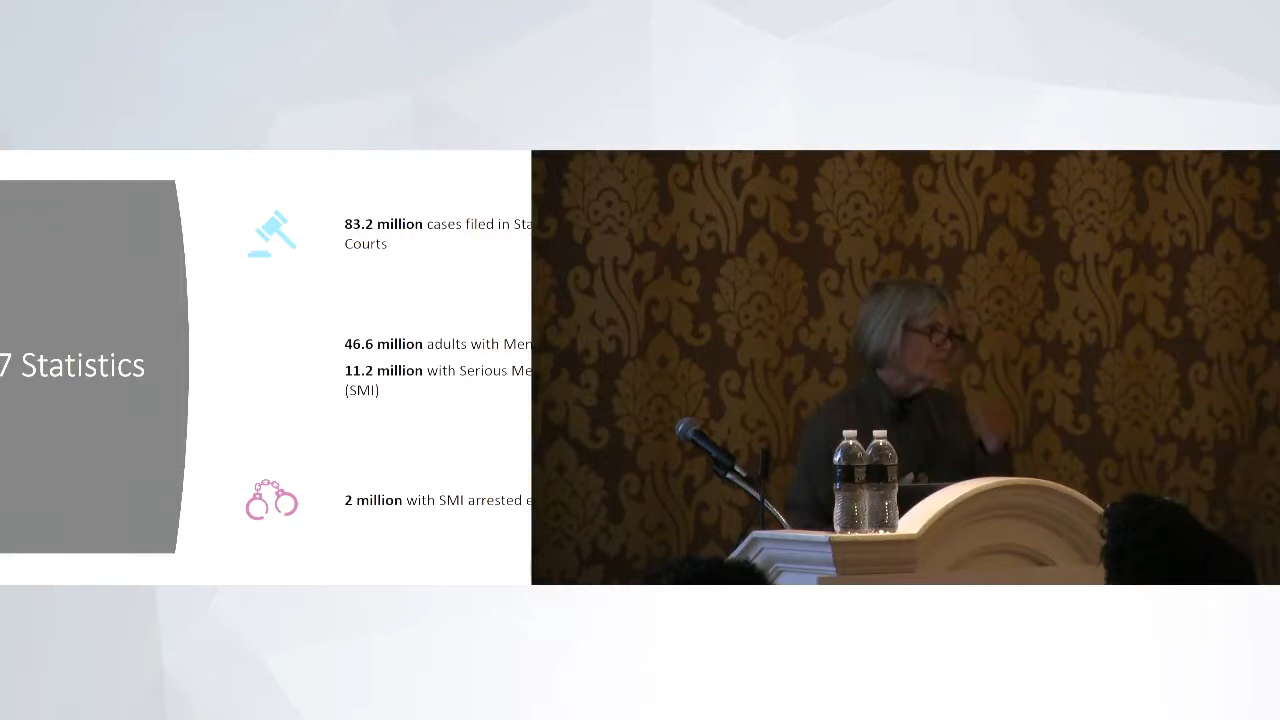 7 Statistics
83.2 million cases filed in Sta
Courts
46.6 million adults with Men
11.2 million with Serious Me
(SMI)
2 million with SMI arrested e